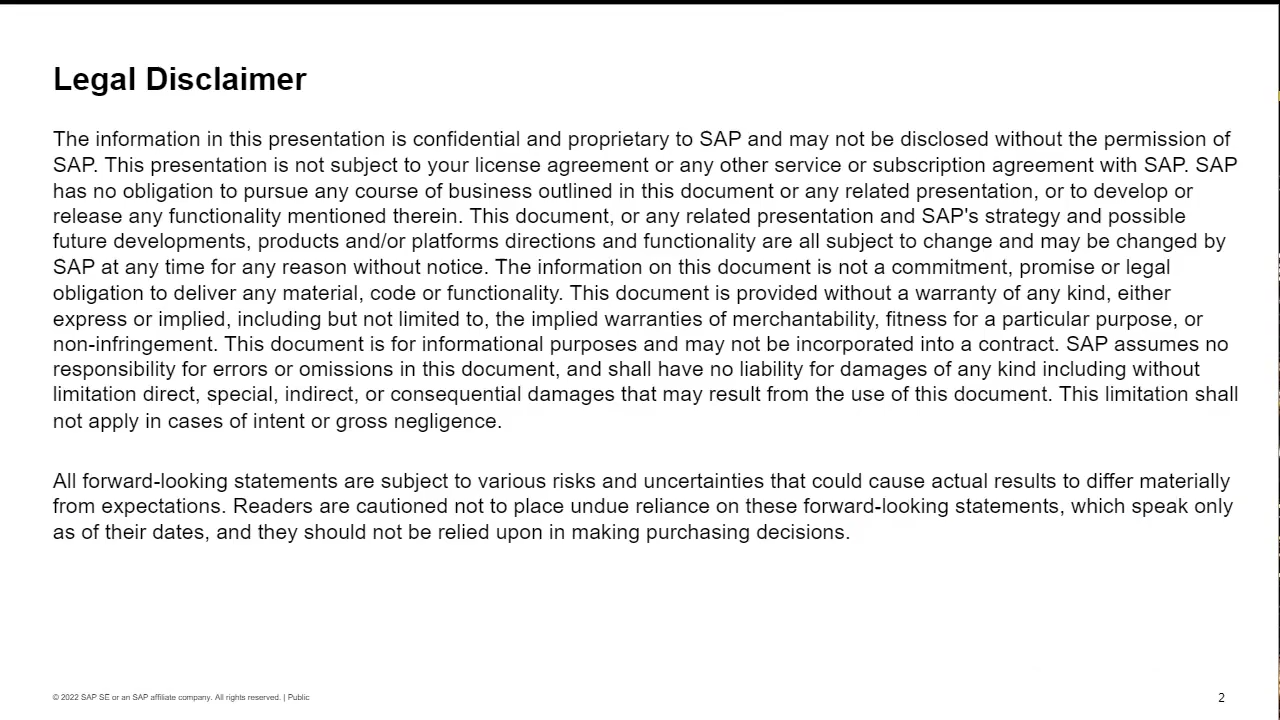 Legal Disclaimer
The information in this presentation is confidential and proprietary to SAP and may not be disclosed without the permission of
SAP. This presentation is not subject to your license agreement or any other service or subscription agreement with SAP. SAP
has no obligation to pursue any course of business outlined in this document or any related presentation, or to develop or
release any functionality mentioned therein. This document, or any related presentation and SAP's strategy and possible
future developments, products and/or platforms directions and functionality are all subject to change and may be changed by
SAP at any time for any reason without notice. The information on this document is not a commitment, promise or legal
obligation to deliver any material, code or functionality. This document is provided without a warranty of any kind, either
express or implied, including but not limited to, the implied warranties of merchantability, fitness for a particular purpose, or
non-infringement. This document is for informational purposes and may not be incorporated into a contract. SAP assumes no
responsibility for errors or omissions in this document, and shall have no liability for damages of any kind including without
limitation direct, special, indirect, or consequential damages that may result from the use of this document. This limitation shall
not apply in cases of intent or gross negligence.
All forward-looking statements are subject to various risks and uncertainties that could cause actual results to differ materially
from expectations. Readers are cautioned not to place undue reliance on these forward-looking statements, which speak only
as of their dates, and they should not be relied upon in making purchasing decisions.
© 2022 SAP SE or an SAP affiliate company. All rights reserved. | Public
2